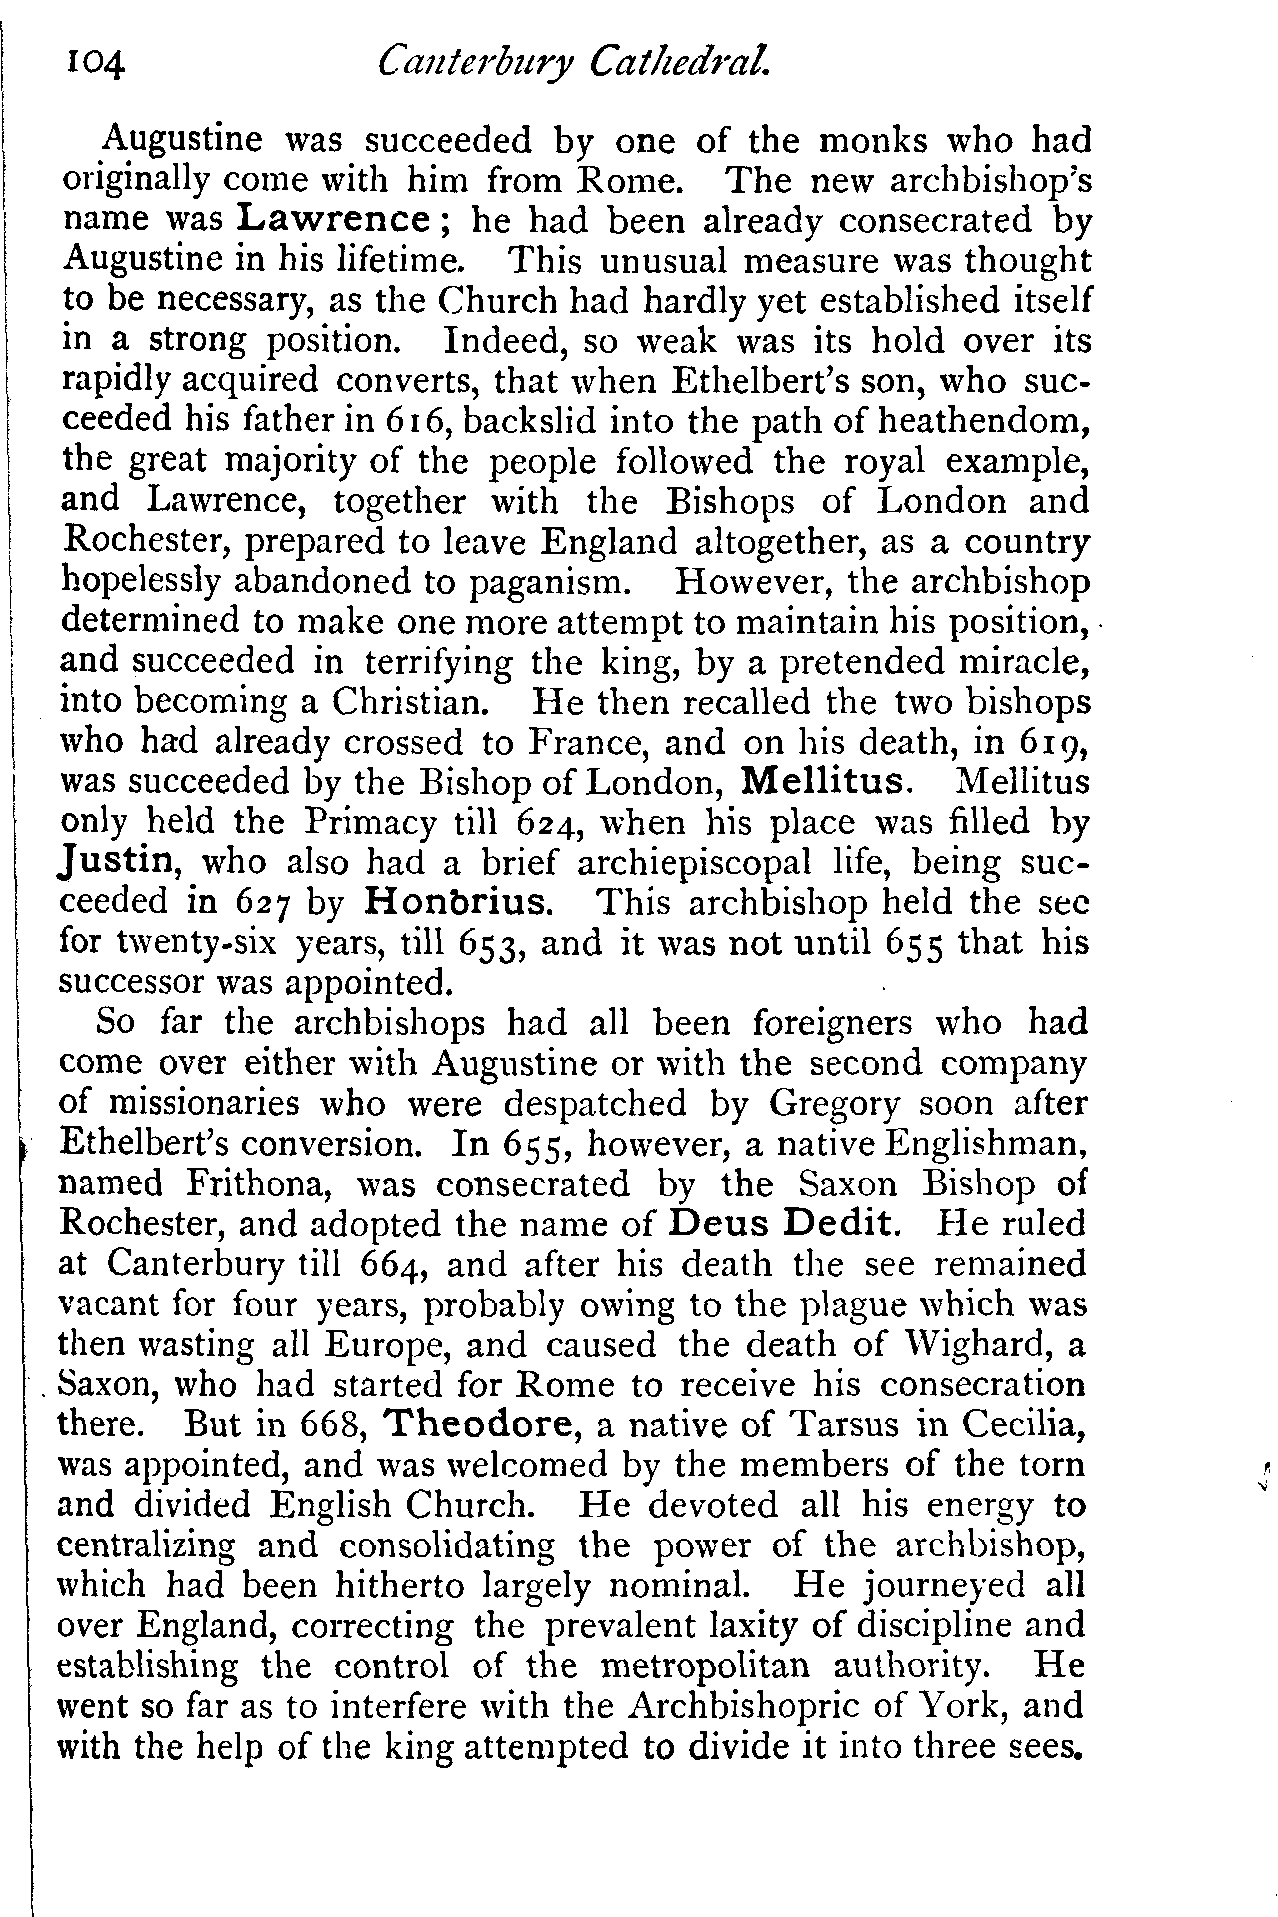 104 Canterbury Cathedral.
Augustine was succeeded by one of the monks who had
originally come with him from Rome. The new archbishop's
name was Lawrence; he had been already consecrated by
Augustine in his lifetime. This unusual measure was thought
to be necessary, as the Church had hardly yet established itself
in a strong position. Indeed, so weak was its hold over its
rapidly acquired converts, that when Ethelbert's son, who suc-
ceeded his father in 616, backslid into the path of heathendom,
the great majority of the people followed the royal example,
and Lawrence, together with the Bishops of London and
Rochester, prepared to leave England altogether, as a country
hopelessly abandoned to paganism. However, the archbishop
determined to make one more attempt to maintain his position,
and succeeded in terrifying the king, by a pretended miracle,
into becoming a Christian. He then recalled the two bishops
who had already crossed to France, and on his death, in 619,
was succeeded by the Bishop of London, Mellitus. Mellitus
only held the Primacy till 624, when his place was filled by
Justin, who also had a brief archiepiscopal life, being suc-
ceeded in 627 by Honorius. This archbishop held the see
for twenty-six years, till 653, and it was not until 655 that his
successor was appointed.
So far the archbishops had all been foreigners who had
come over either with Augustine or with the second company
of missionaries who were despatched by Gregory soon after
Ethelbert's conversion. In 655, however, a native Englishman,
named Frithona, was consecrated by the Saxon Bishop of
Rochester, and adopted the name of Deus Dedit. He ruled
at Canterbury till 664, and after his death the see remained
vacant for four years, probably owing to the plague which was
then wasting all Europe, and caused the death of Wighard, a
Saxon, who had started for Rome to receive his consecration
there. But in 668, Theodore, a native of Tarsus in Cecilia,
was appointed, and was welcomed by the members of the torn
and divided English Church. He devoted all his energy to
centralizing and consolidating the power of the archbishop,
which had been hitherto largely nominal. He journeyed all
over England, correcting the prevalent laxity of discipline and
establishing the control of the metropolitan authority. He
went so far as to interfere with the Archbishopric of York, and
with the help of the king attempted to divide it into three sees.